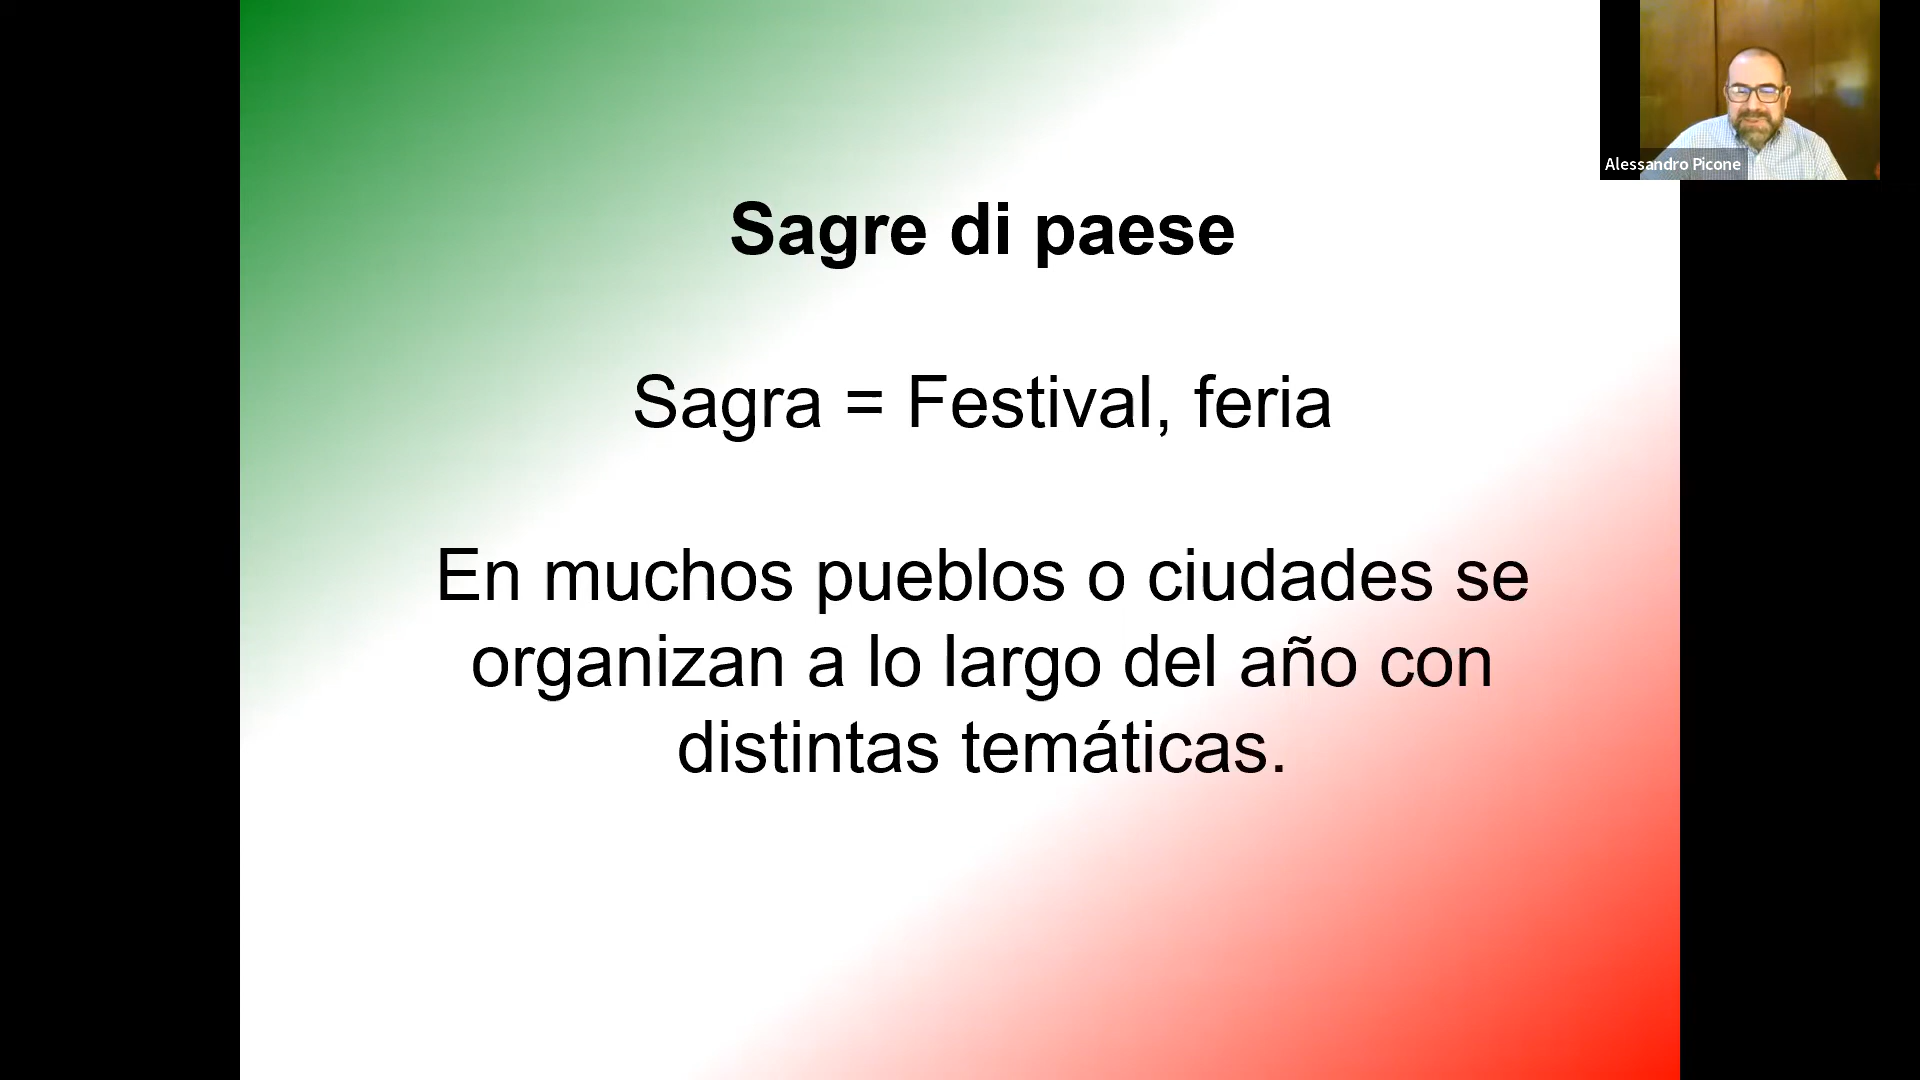 Sagre di paese
Sagra = Festival, feria
En muchos pueblos o ciudades se
organizan a lo largo del año con
distintas temáticas.
Alessandro Picone